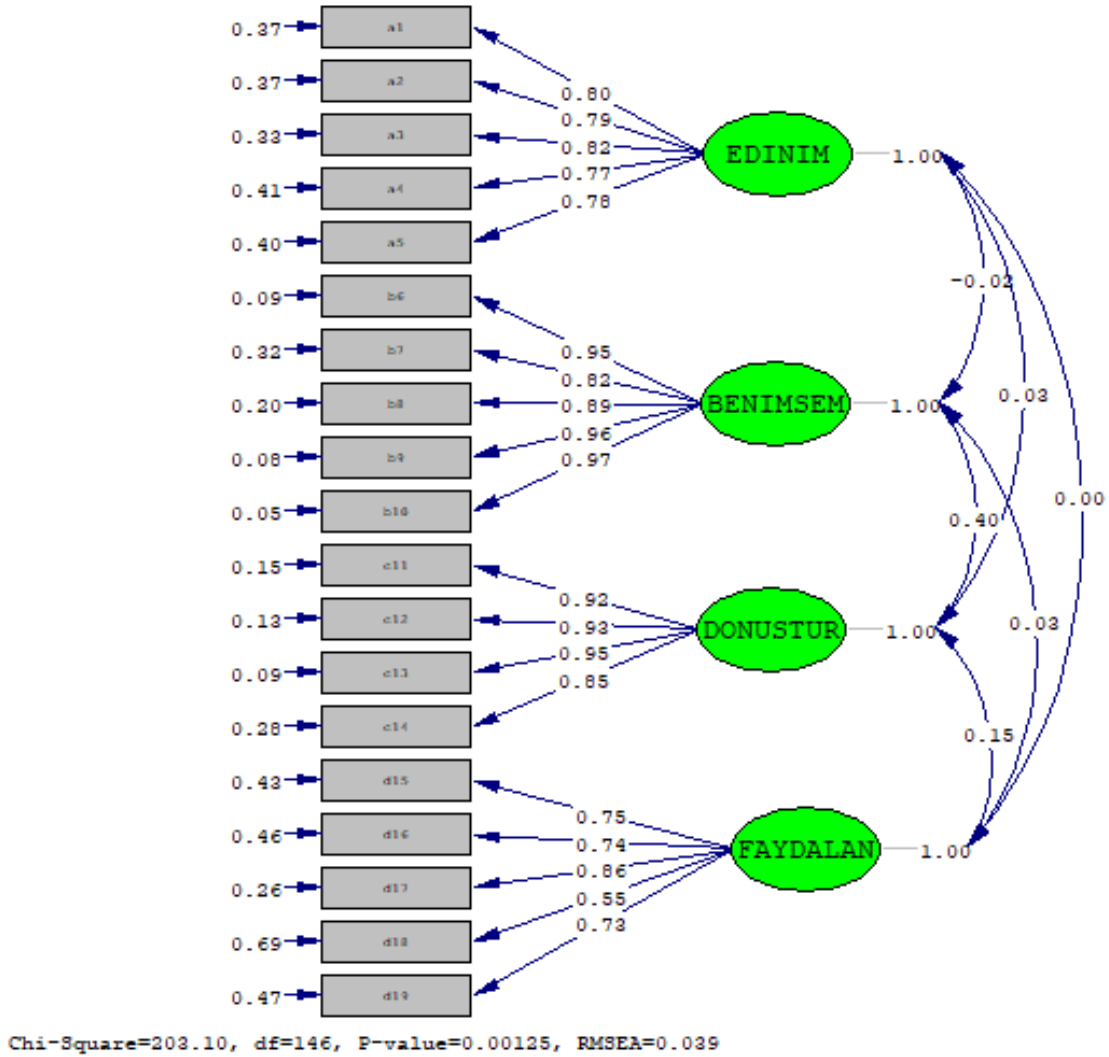 0.37 a1
0.80
0.37 a2
0.79
0.33 a3
0.82
EDINIM 1.00
0.41 a4
0.77
0.40 a5
0.78
-0.02
0.09 b6
0.95
0.32 b7
0.82
0.03
0.20 b8
0.89
BENIMSEM 1.00
0.08 b9
0.96
0.97
0.00
0.05 b10
0.40
0.15 c11
0.92
0.13 c12
0.93
DONUSTUR 1.00
0.03
0.09 c13
0.95
0.85
0.28 c14
0.15
0.43 d15
0.75
0.46 d16
0.74
FAYDALAN 1.00
0.26 d17
0.86
0.55
0.69 d18
0.73
0.47 d19
Chi-Square=203.10, df=146, P-value=0.00125, RMSEA=0.039